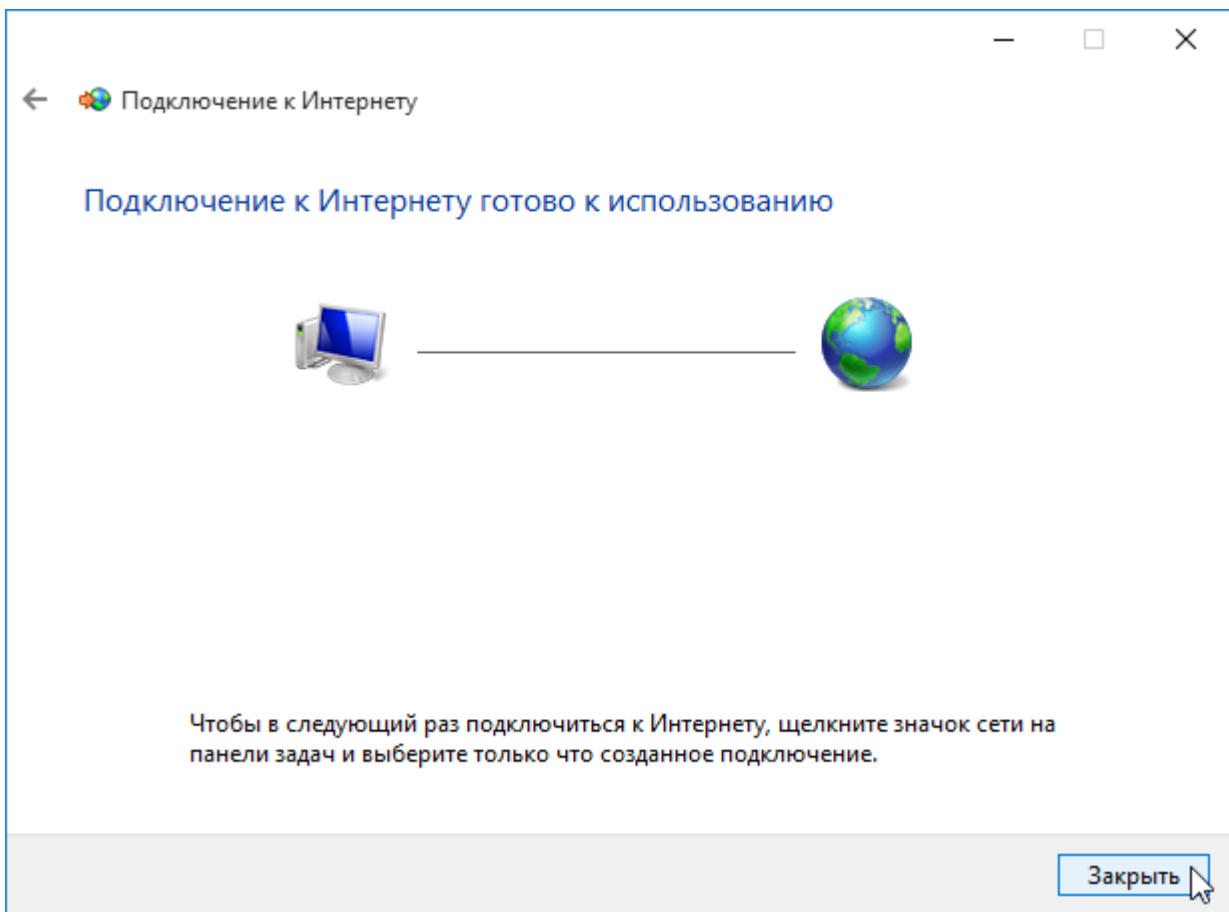 Подключение к Интернету
Подключение к Интернету готово к использованию
Чтобы в следующий раз подключиться к Интернету, щелкните значок сети на
панели задач и выберите только что созданное подключение.
Закрыть